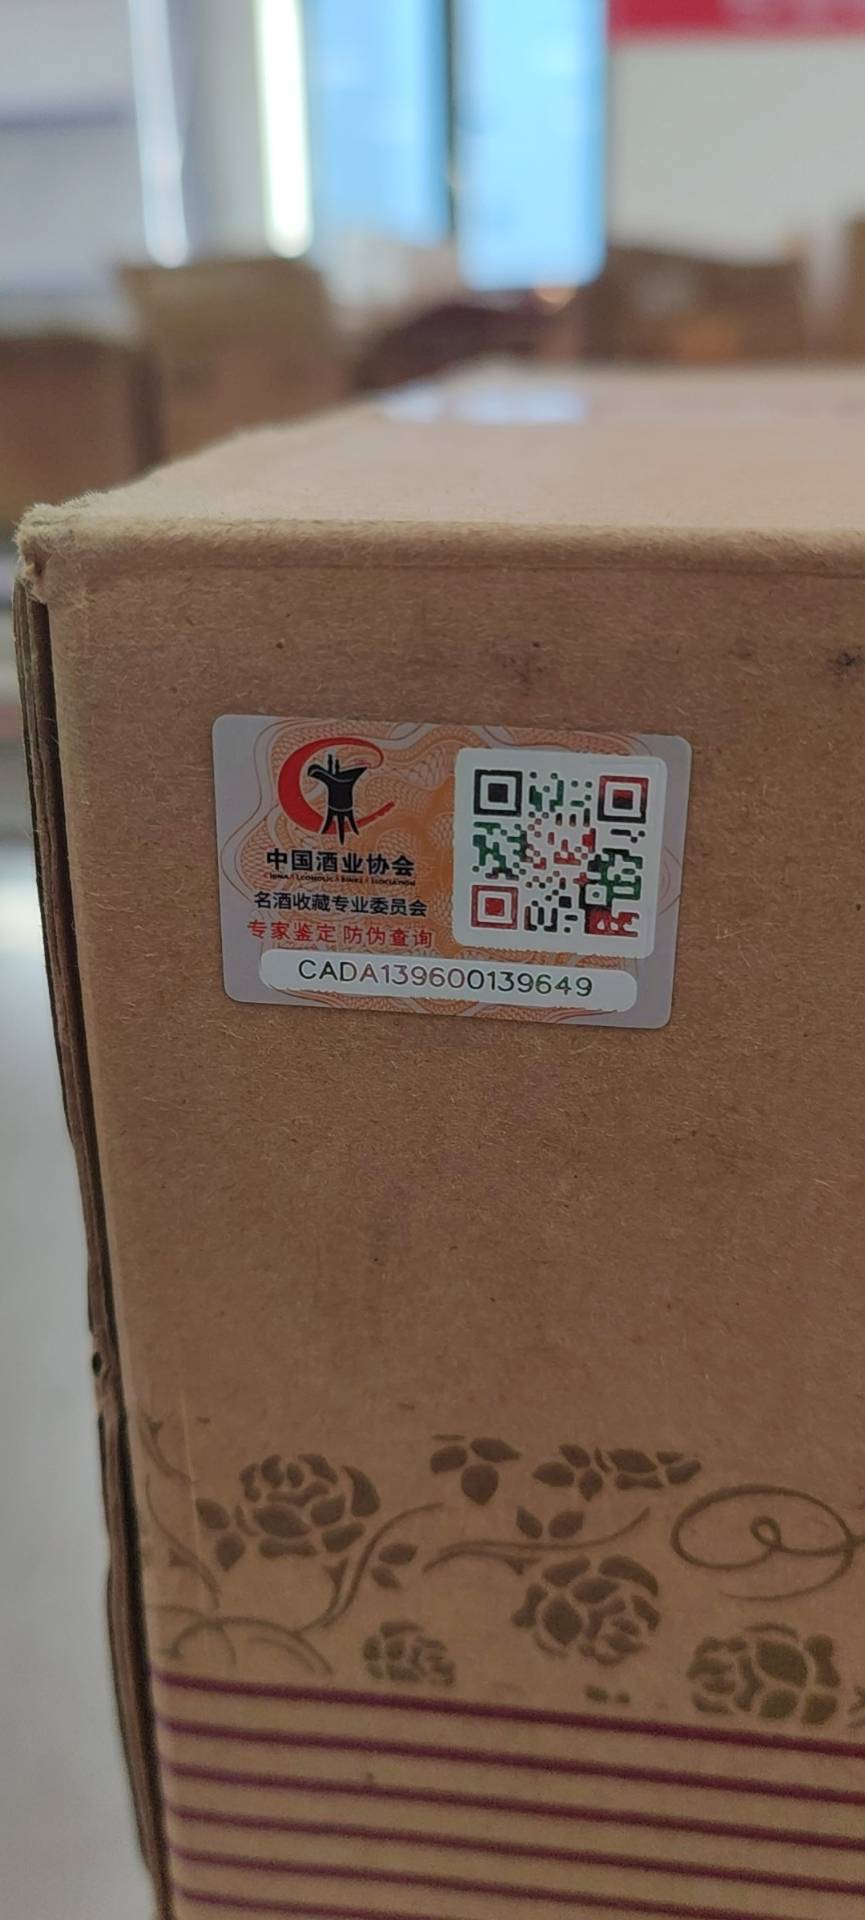 中国酒业协会
名酒收藏专业委员会
专家鉴定 防伪查询
CADA139600139649